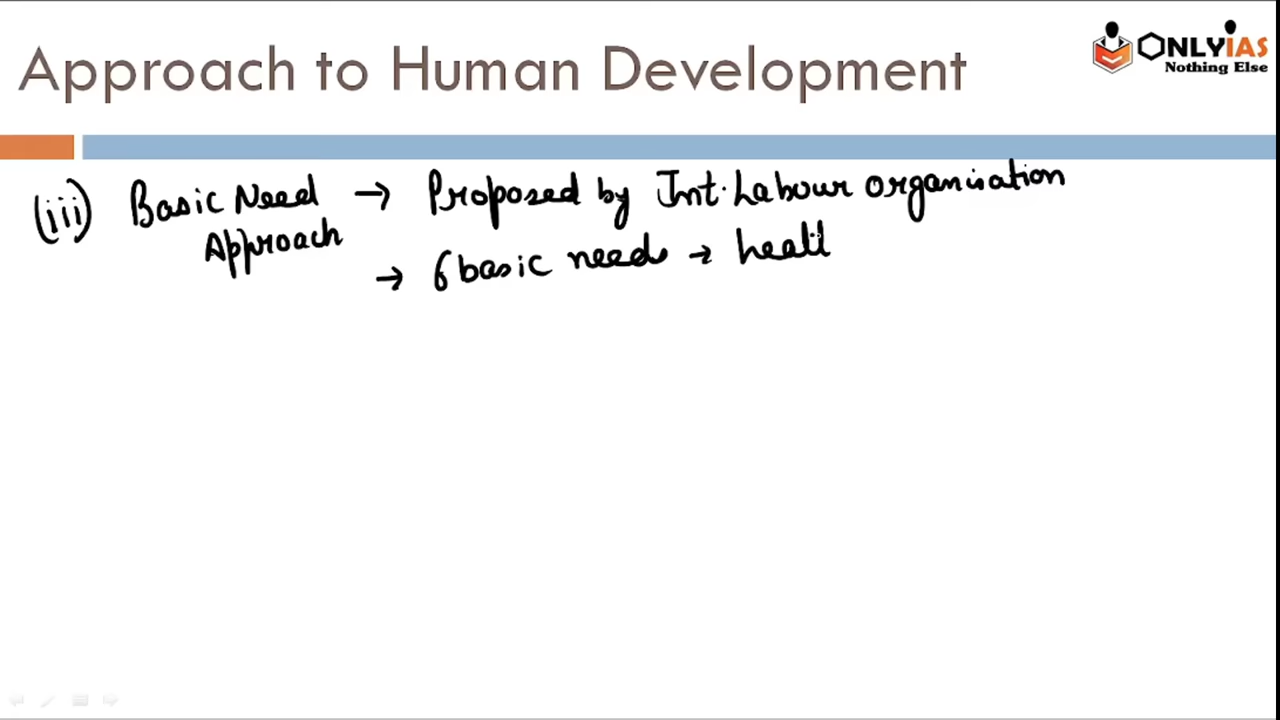 Approach to Human Development
ONLYIAS
Nothing Else
(iii) Basic Need → Proposed by Int. Labour organisation
Approach
→ 6 basic needs → healt